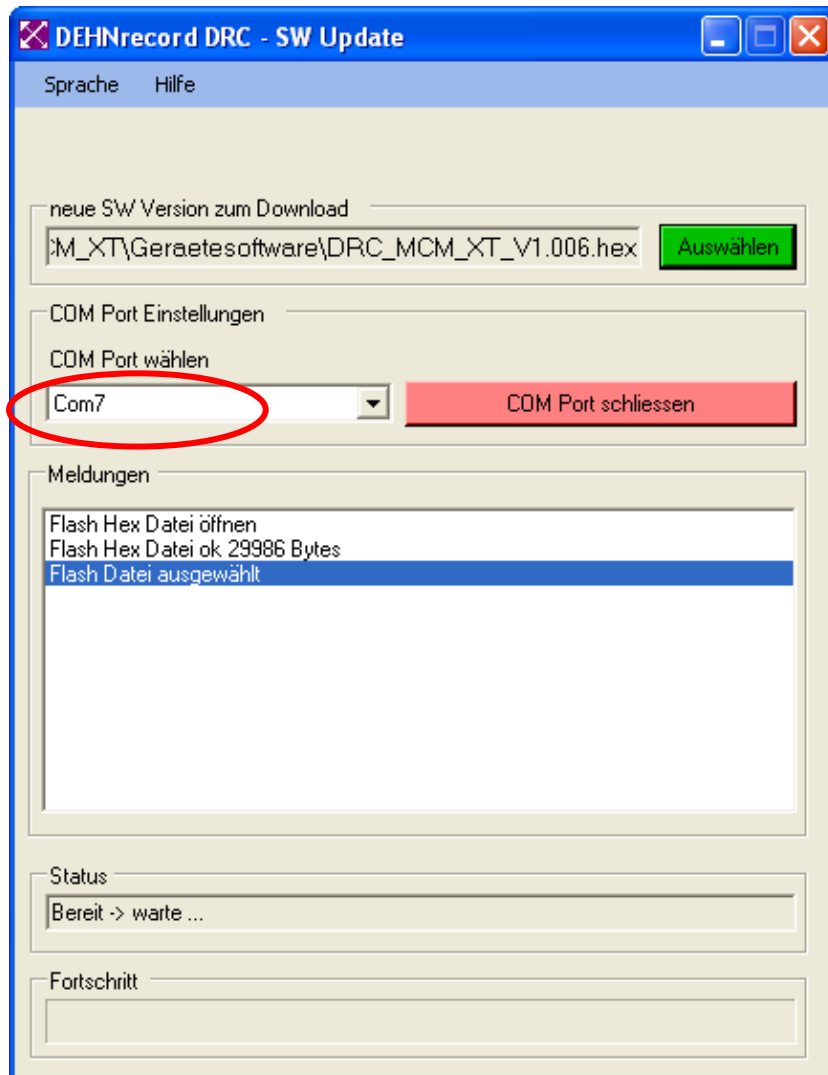 DEHNrecord DRC - SW Update
Sprache Hilfe
neue SW Version zum Download
CM_XT\Geraetesoftware\DRC_MCM_XT_V1.006.hex Auswählen
COM Port Einstellungen
COM Port wählen
Com7 COM Port schliessen
Meldungen
Flash Hex Datei öffnen
Flash Hex Datei ok 29986 Bytes
Flash Datei ausgewählt
Status
Bereit -> warte ...
Fortschritt